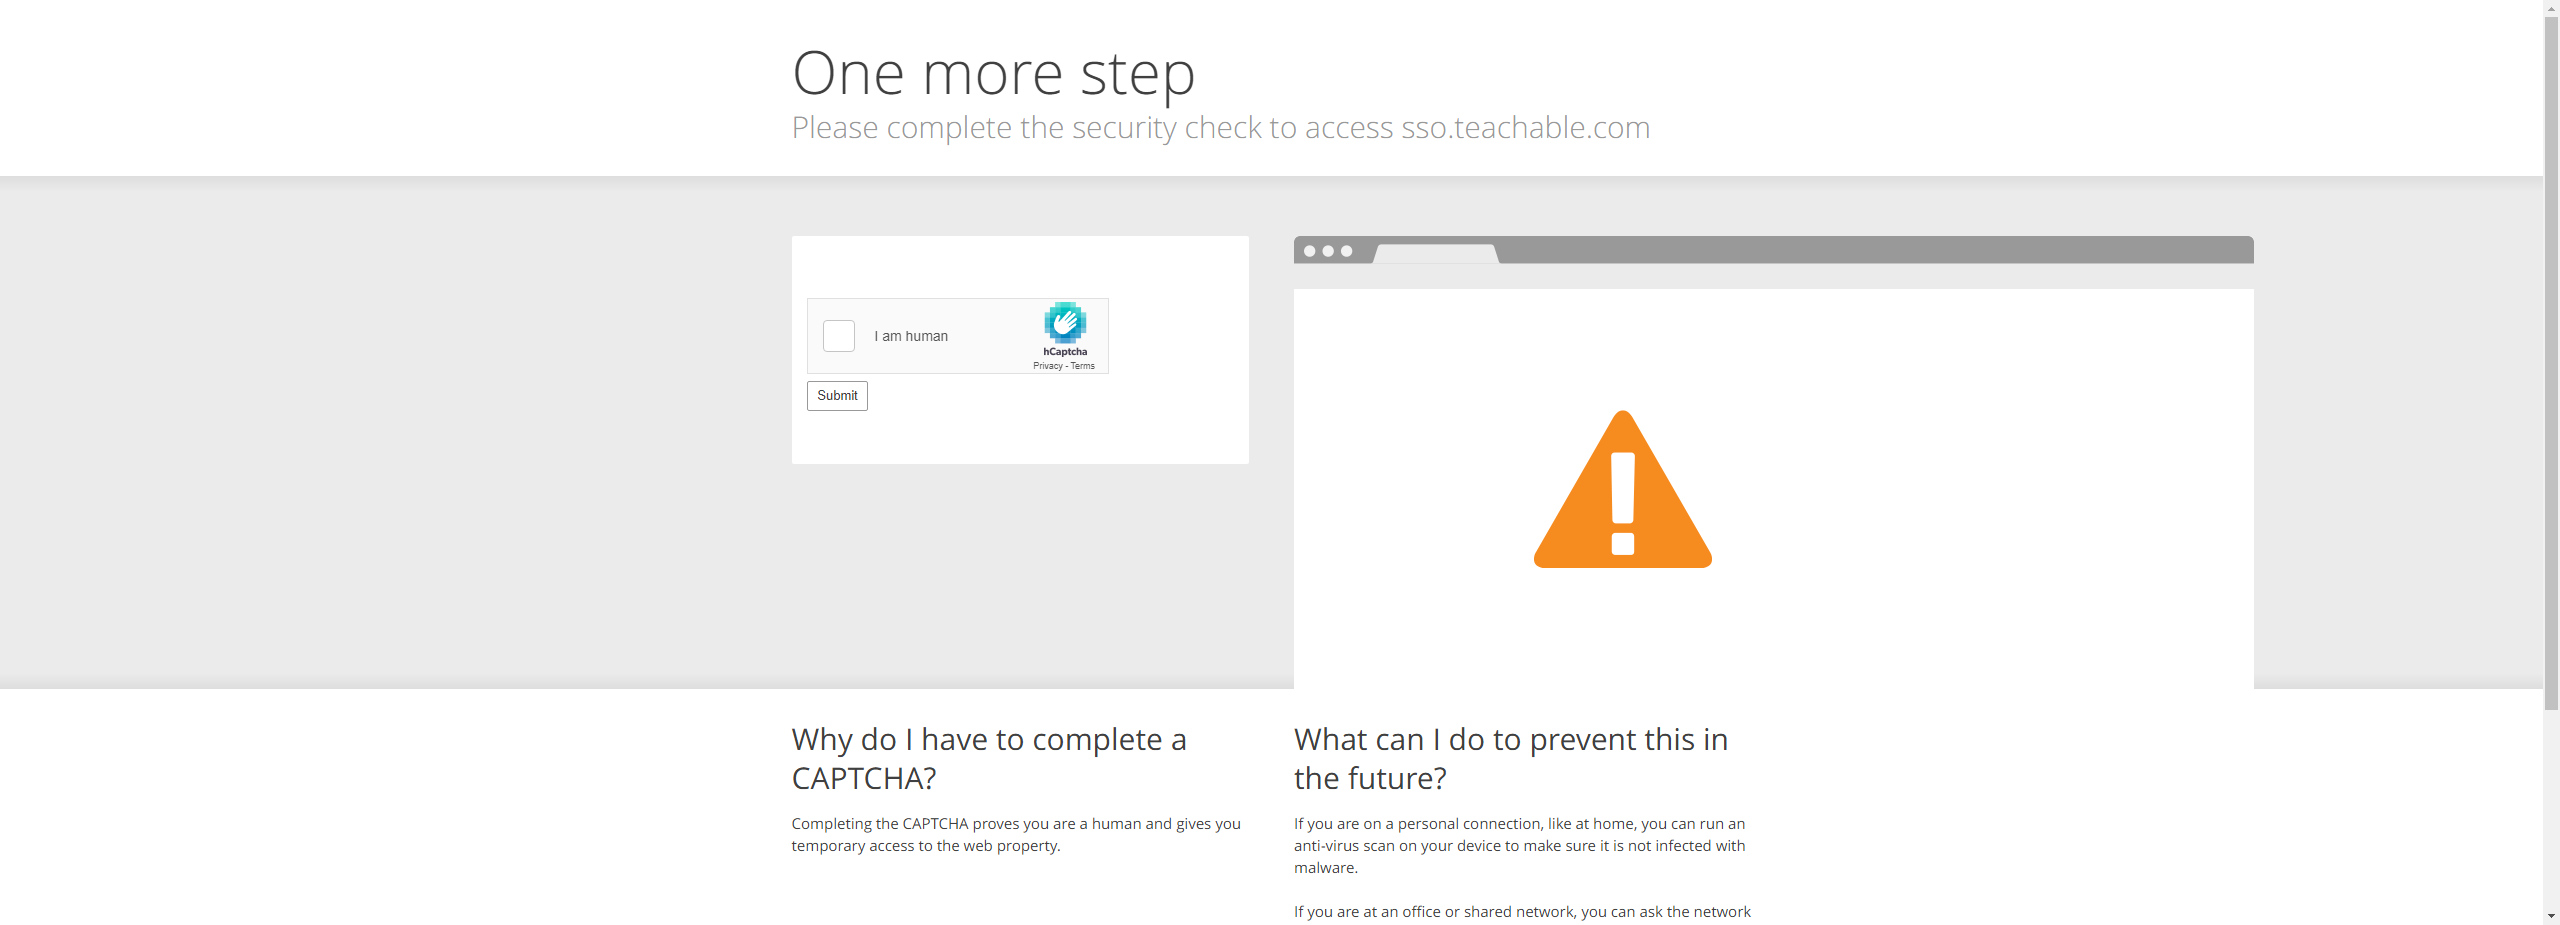 One more step
Please complete the security check to access sso.teachable.com
I am human
hCaptcha
Privacy - Terms
Submit
Why do I have to complete a
CAPTCHA?
Completing the CAPTCHA proves you are a human and gives you
temporary access to the web property.
What can I do to prevent this in
the future?
If you are on a personal connection, like at home, you can run an
anti-virus scan on your device to make sure it is not infected with
malware.
If you are at an office or shared network, you can ask the network